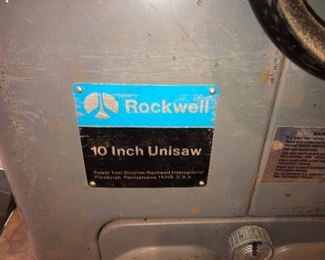 Rockwell
10 Inch Unisaw
Power Tool Division/Rockwell International
Pittsburgh, Pennsylvania 15208, U.S.A.